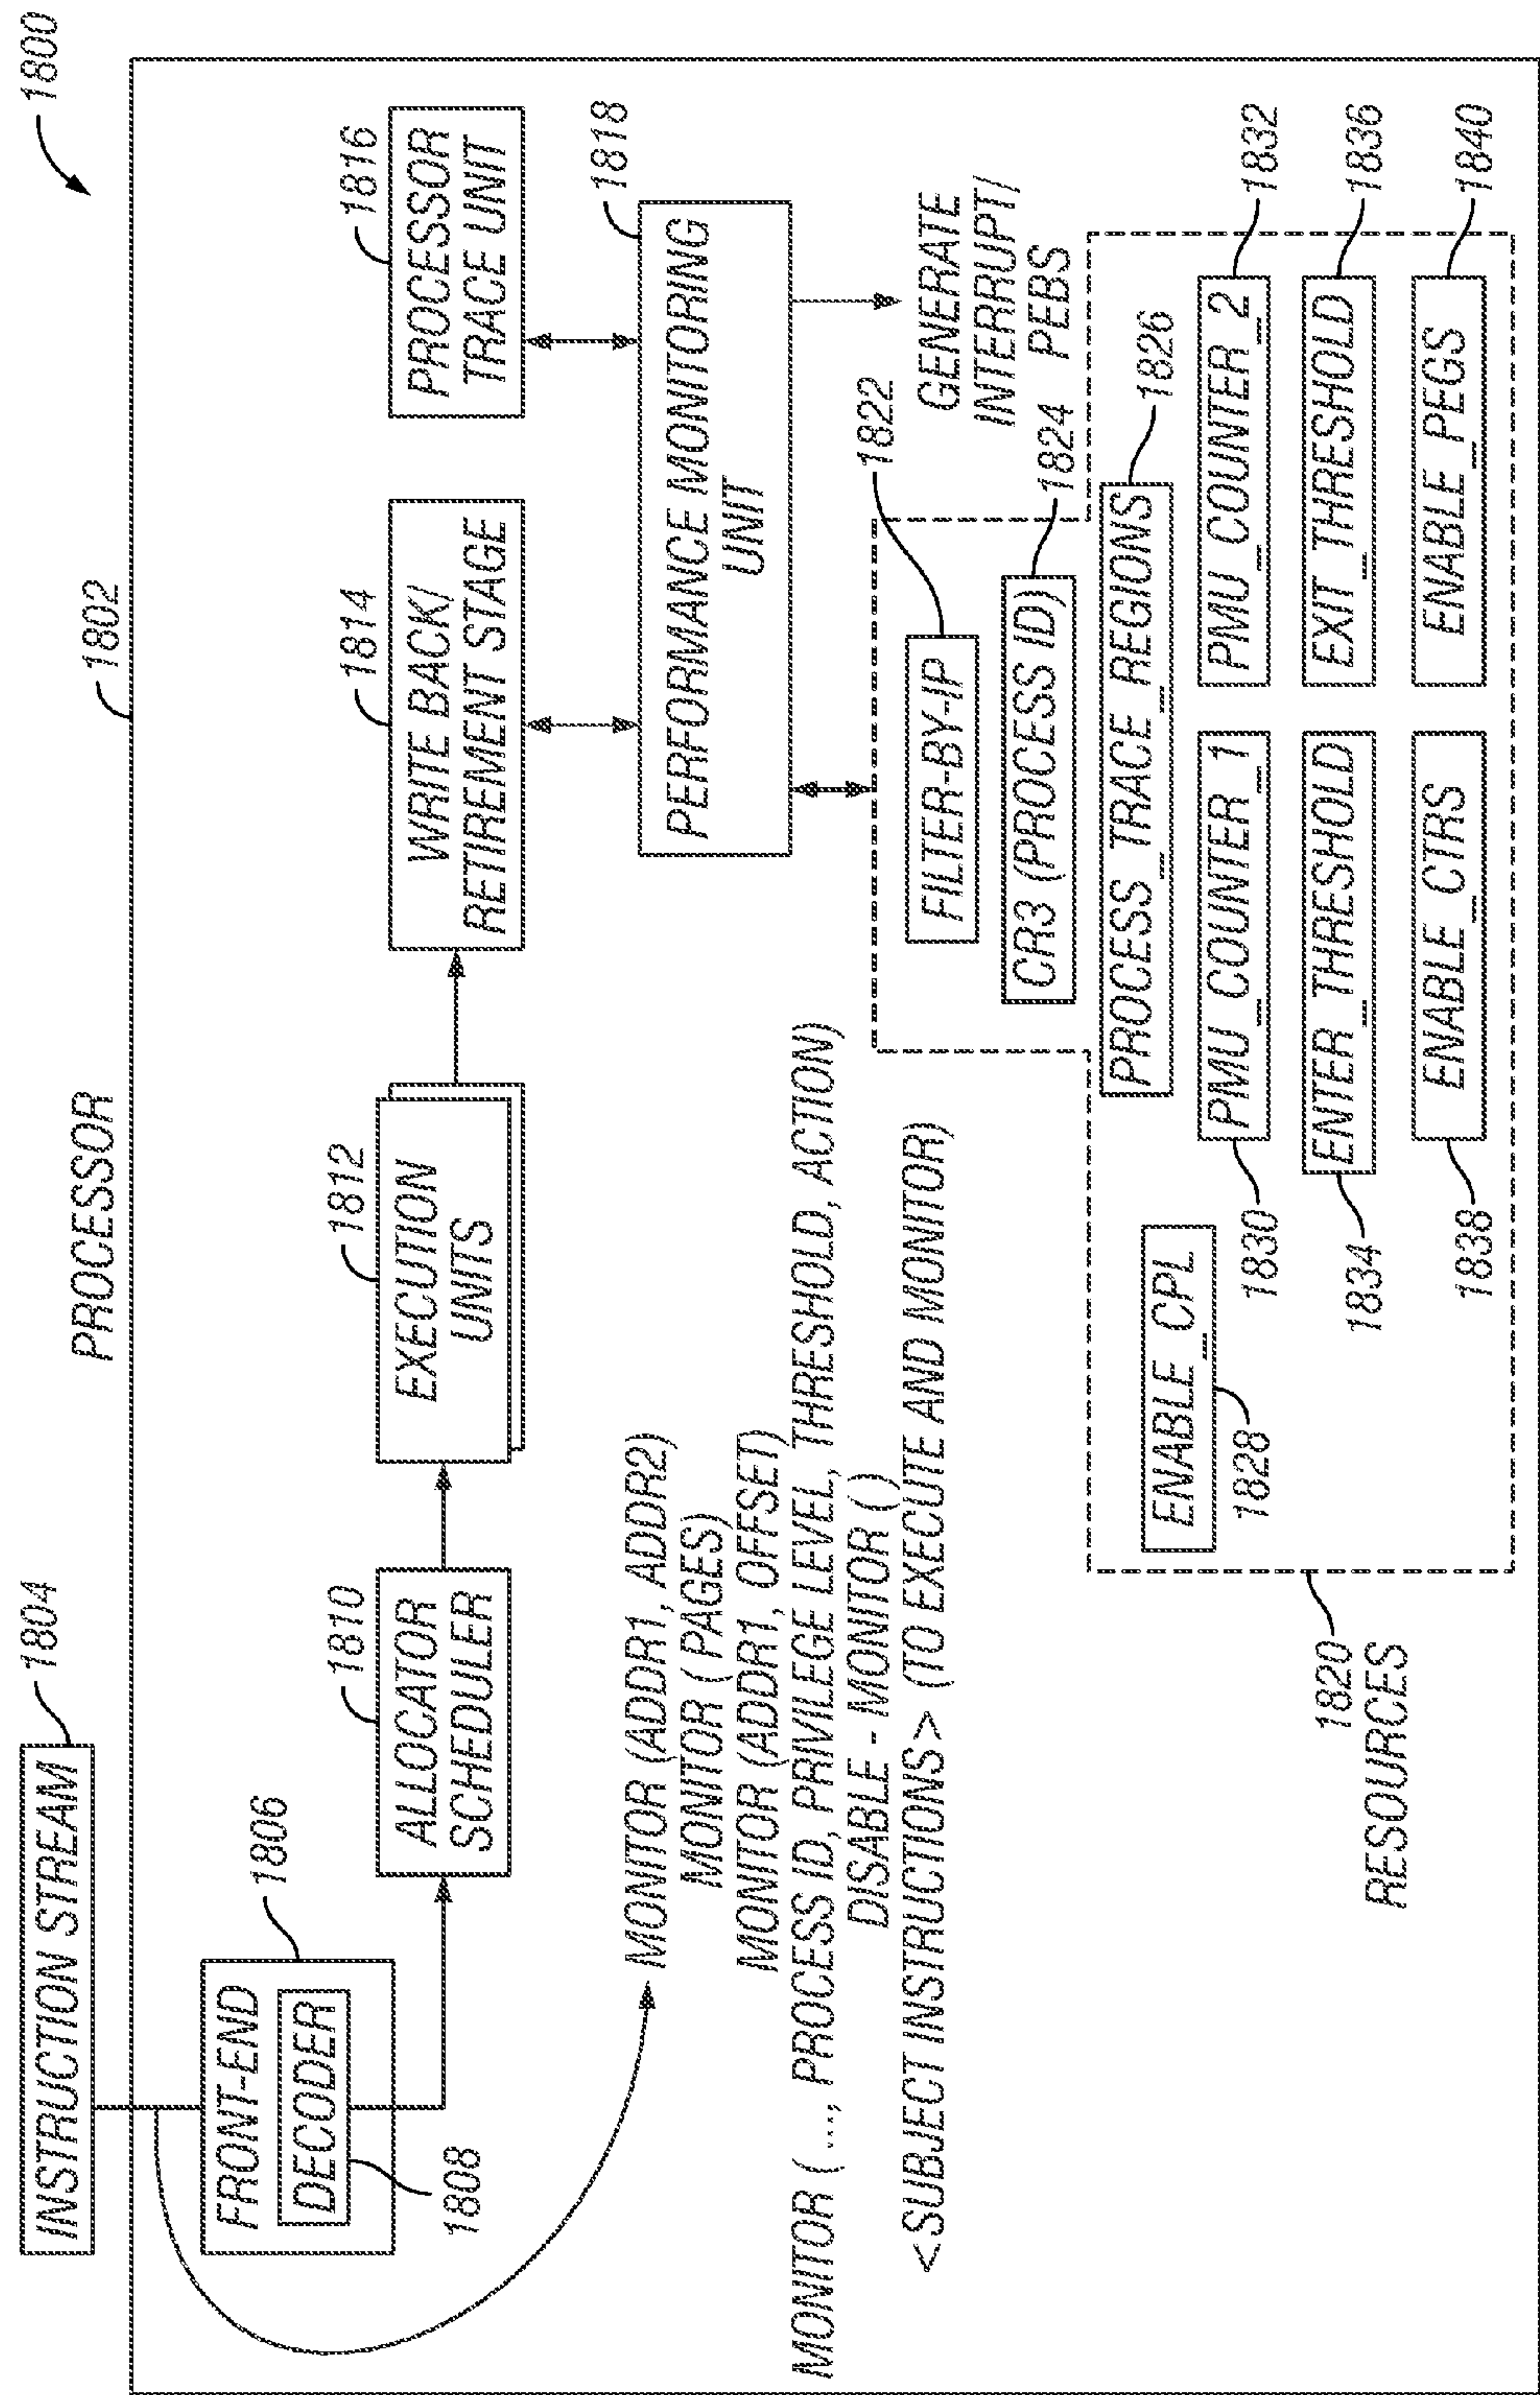 1800
PROCESSOR
1802
INSTRUCTION STREAM
1804
FRONT-END
1806
DECODER
1808
ALLOCATOR
SCHEDULER
1810
EXECUTION
UNITS
1812
WRITE BACK/
RETIREMENT STAGE
1814
PROCESSOR
TRACE UNIT
1816
PERFORMANCE MONITORING
UNIT
1818
GENERATE
INTERRUPT/
PEBS
MONITOR (ADDR1, ADDR2)
MONITOR ( PAGES)
MONITOR (ADDR1, OFFSET)
MONITOR ( ..., PROCESS ID, PRIVILEGE LEVEL, THRESHOLD, ACTION)
DISABLE - MONITOR ( )
<SUBJECT INSTRUCTIONS> (TO EXECUTE AND MONITOR)
FILTER-BY-IP
1822
CR3 (PROCESS ID)
1824
PROCESS_TRACE_REGIONS
1826
ENABLE_CPL
1828
PMU_COUNTER_1
1830
PMU_COUNTER_2
1832
ENTER_THRESHOLD
1834
EXIT_THRESHOLD
1836
ENABLE_CTRS
1838
ENABLE_PEGS
1840
1820
RESOURCES